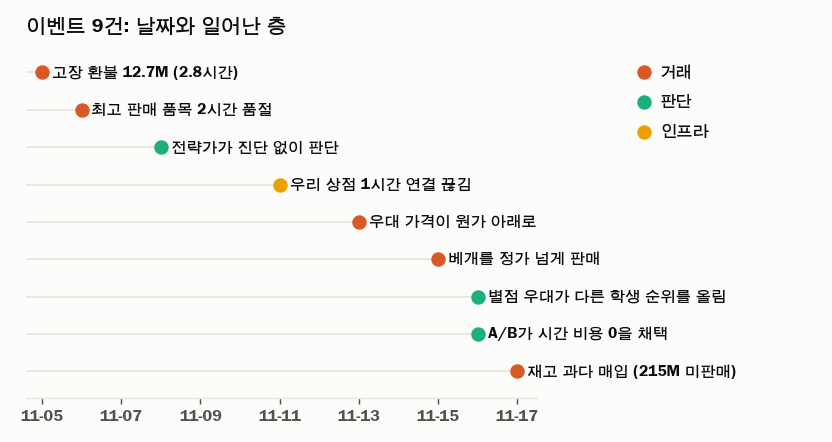 이벤트 9건: 날짜와 일어난 층
고장 환불 12.7M (2.8시간)
최고 판매 품목 2시간 품절
전략가가 진단 없이 판단
우리 상점 1시간 연결 끊김
우대 가격이 원가 아래로
베개를 정가 넘게 판매
별점 우대가 다른 학생 순위를 올림
A/B가 시간 비용 0을 채택
재고 과다 매입 (215M 미판매)
거래
판단
인프라
11-05 11-07 11-09 11-11 11-13 11-15 11-17